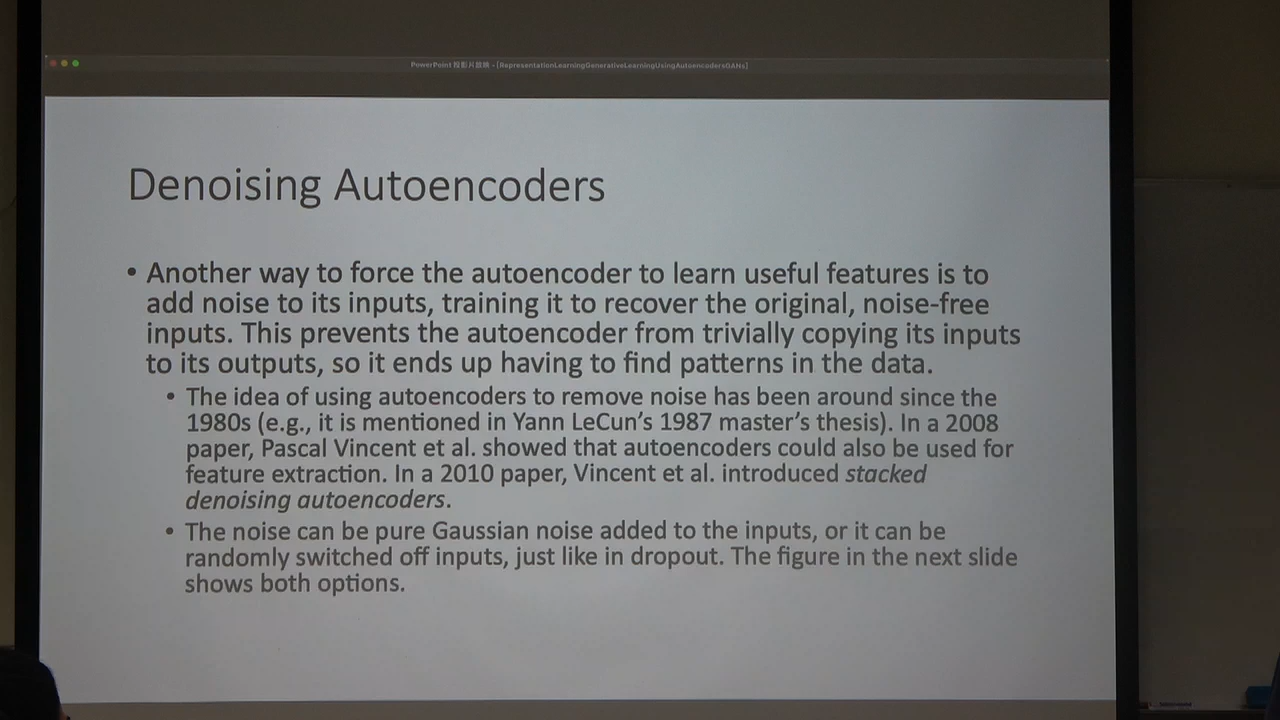 PowerPoint 投影片放映 - [RepresentationLearningGenerativeLearningUsingAutoencodersGANs]
Denoising Autoencoders
• Another way to force the autoencoder to learn useful features is to
add noise to its inputs, training it to recover the original, noise-free
inputs. This prevents the autoencoder from trivially copying its inputs
to its outputs, so it ends up having to find patterns in the data.
• The idea of using autoencoders to remove noise has been around since the
1980s (e.g., it is mentioned in Yann LeCun's 1987 master's thesis). In a 2008
paper, Pascal Vincent et al. showed that autoencoders could also be used for
feature extraction. In a 2010 paper, Vincent et al. introduced stacked
denoising autoencoders.
• The noise can be pure Gaussian noise added to the inputs, or it can be
randomly switched off inputs, just like in dropout. The figure in the next slide
shows both options.